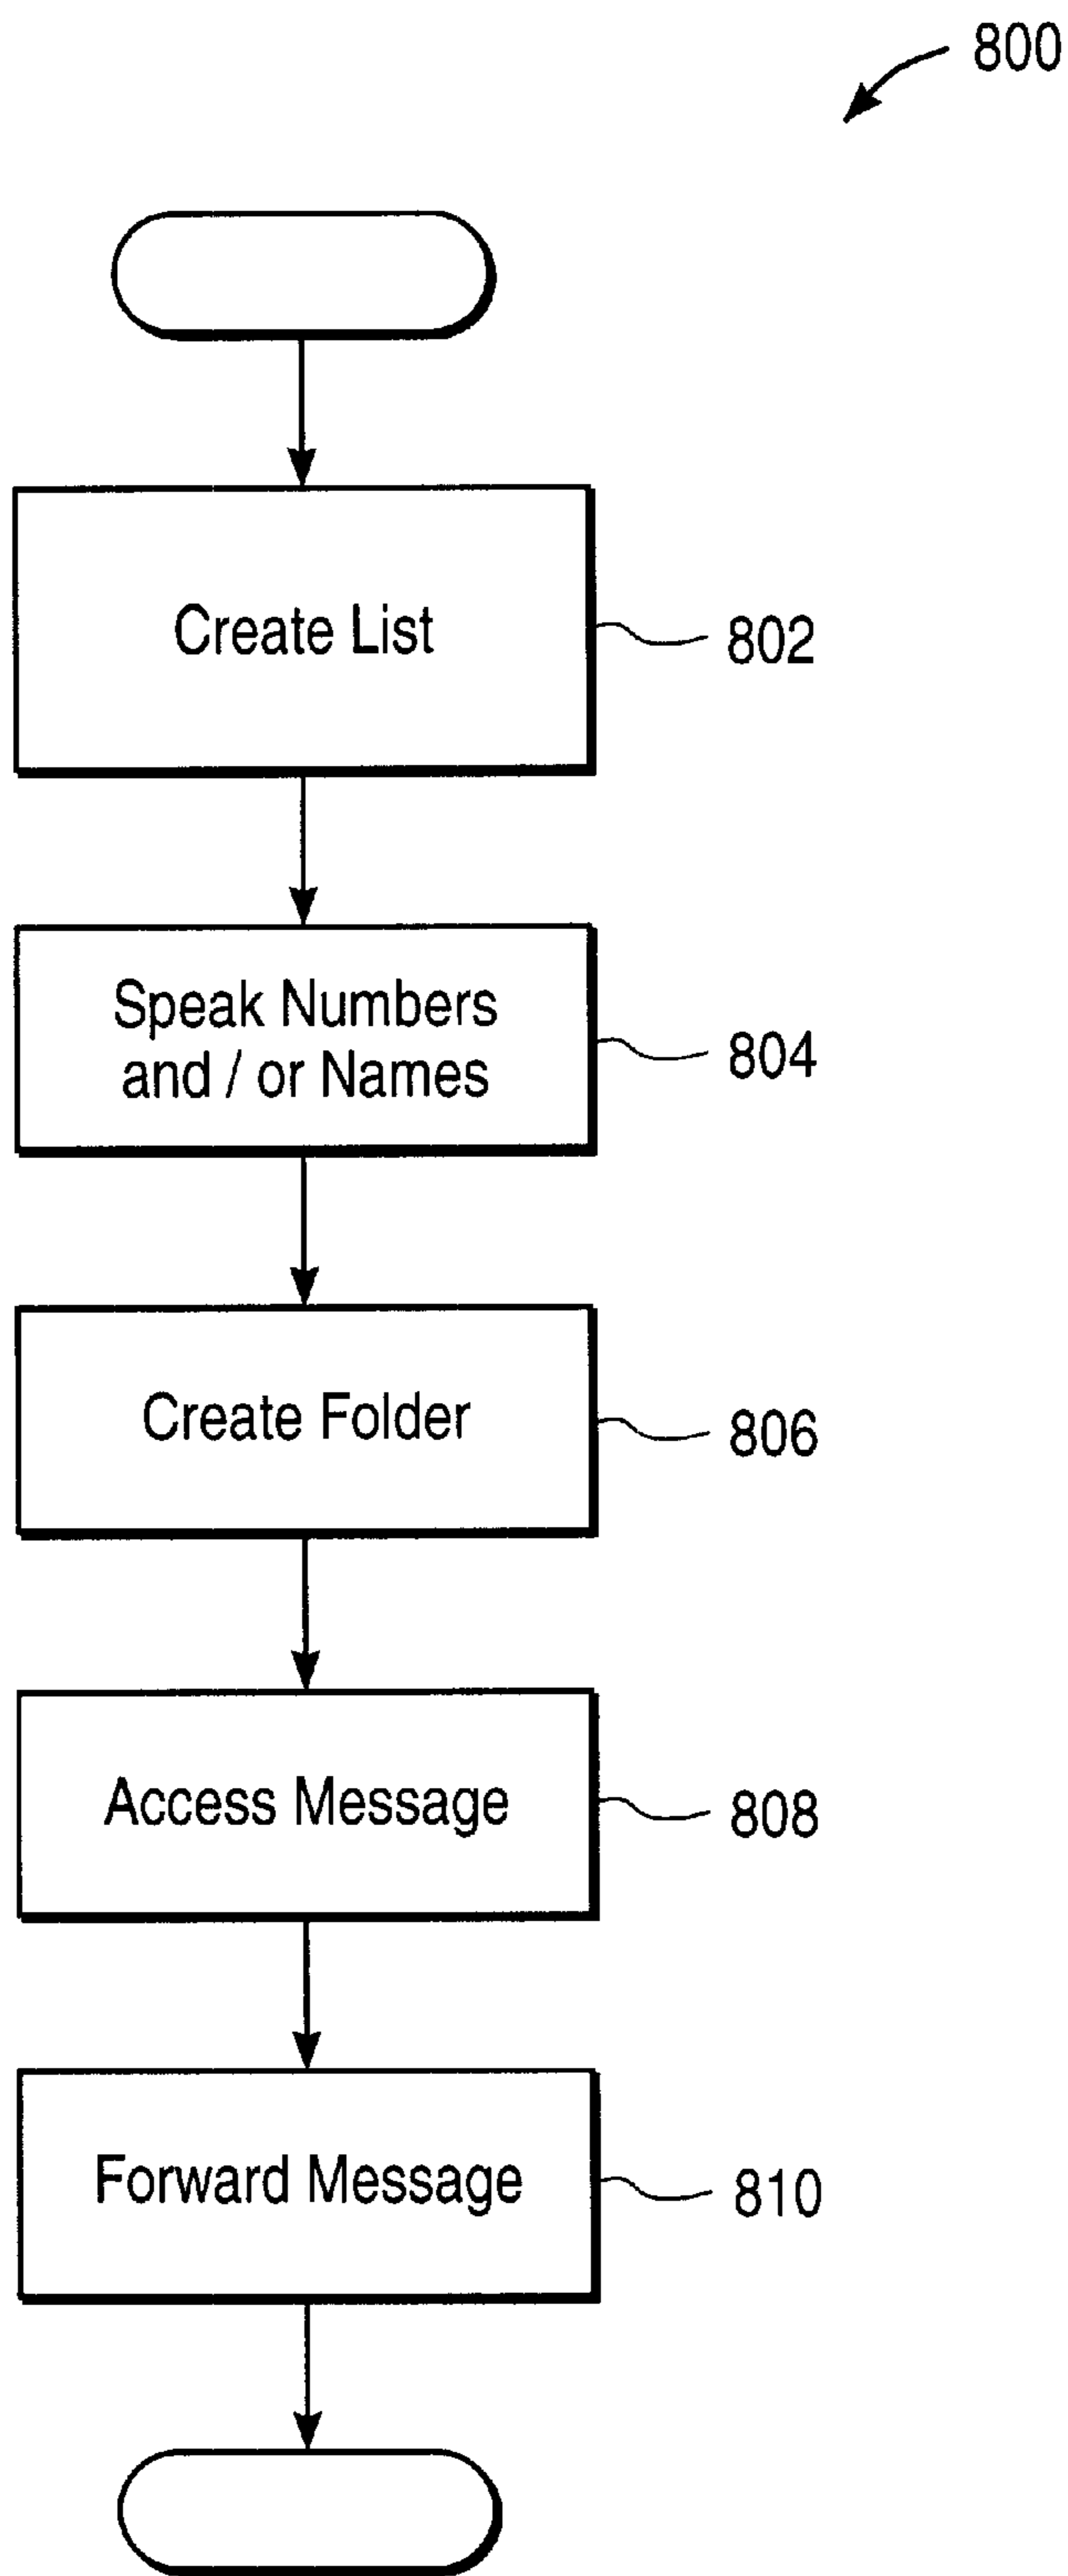 800
Create List
802
Speak Numbers
and / or Names
804
Create Folder
806
Access Message
808
Forward Message
810